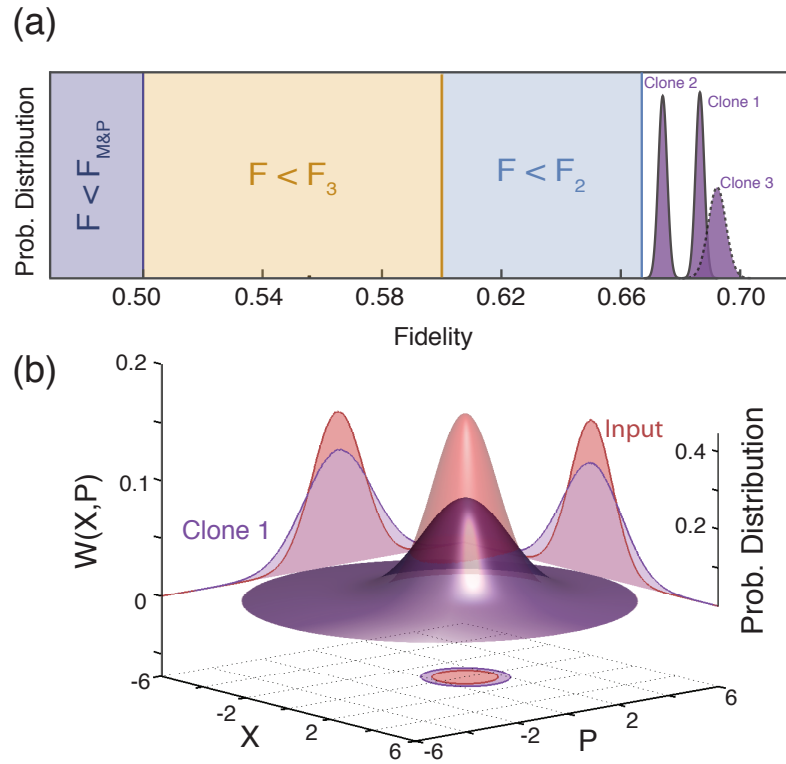 (a)
Prob. Distribution
F < F_M&P
F < F_3
F < F_2
Clone 2
Clone 1
Clone 3
0.50 0.54 0.58 0.62 0.66 0.70
Fidelity
(b)
W(X,P)
0.2
0.1
0
-6
Clone 1
Input
Prob. Distribution
0.4
0.2
-2
2
6
X
-6
-2
2
6
P